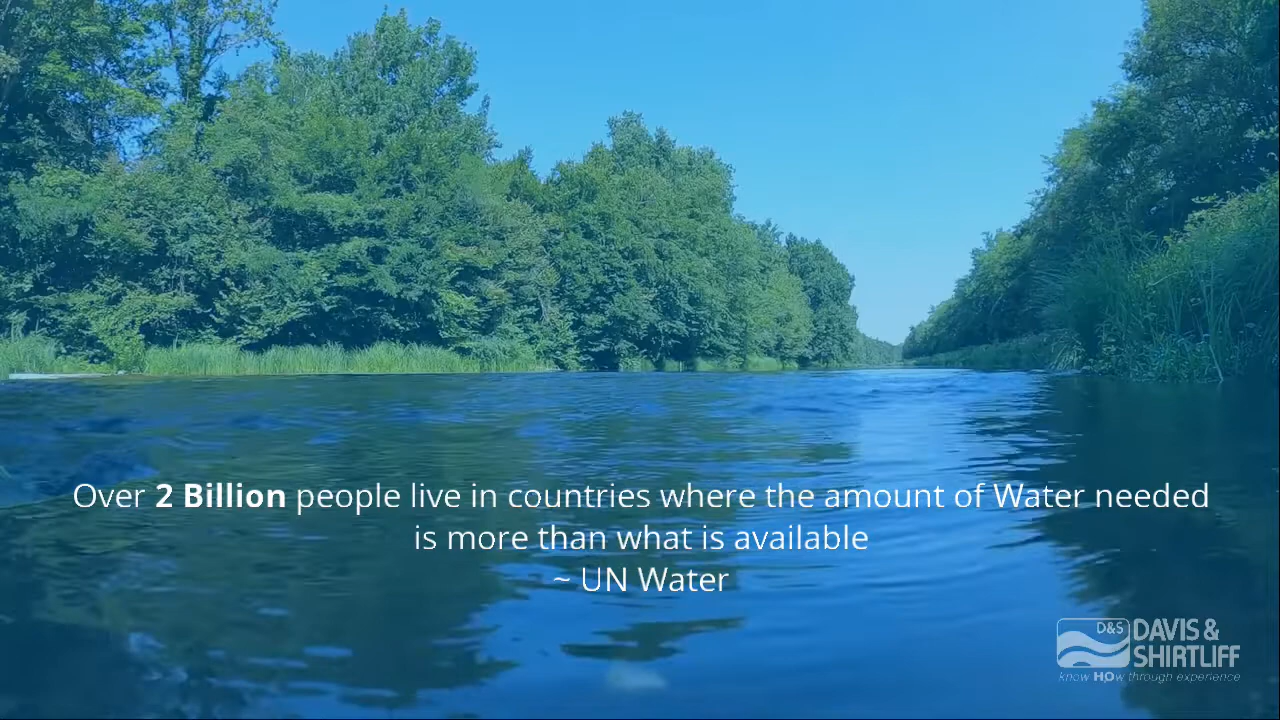 Over 2 Billion people live in countries where the amount of Water needed
is more than what is available
~ UN Water
D&S
DAVIS &
SHIRTLIFF
know HOw through experience